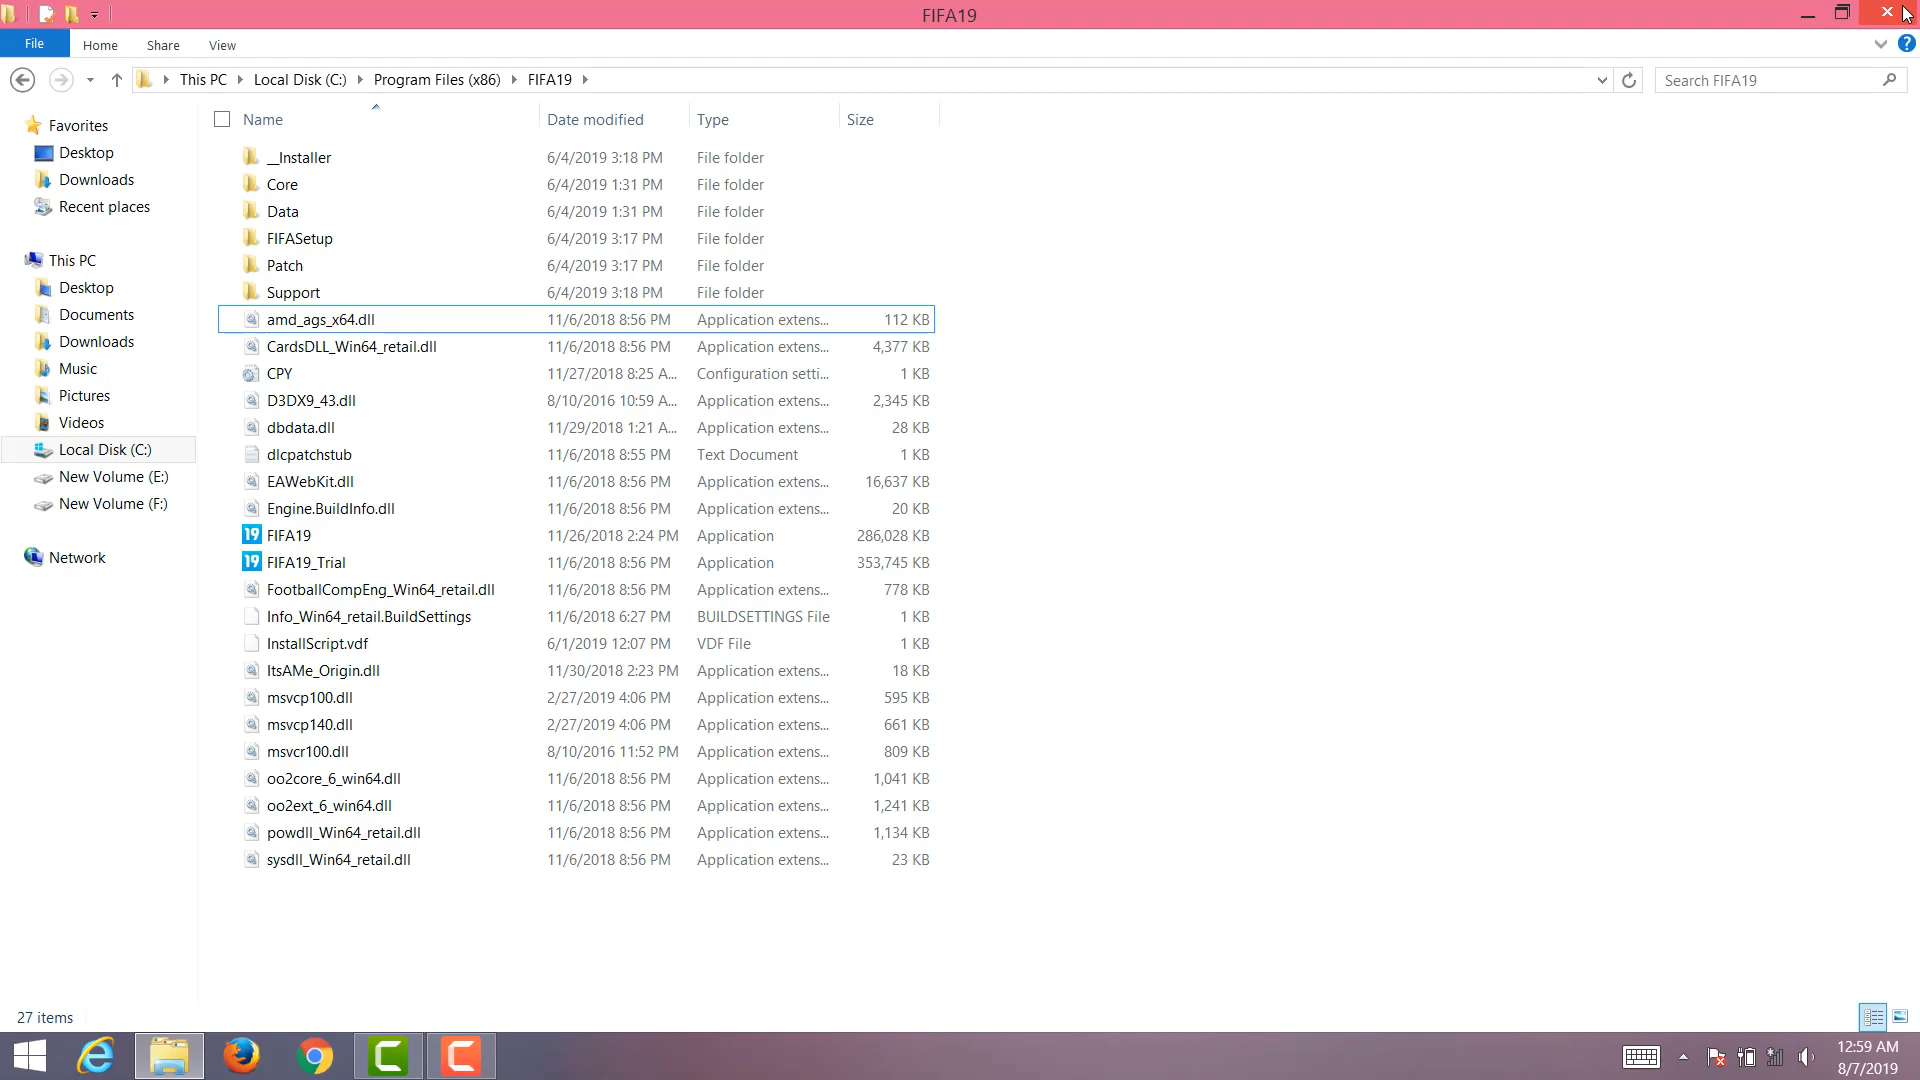 FIFA19
File Home Share View
This PC Local Disk (C:) Program Files (x86) FIFA19
Search FIFA19
Favorites
Desktop
Downloads
Recent places
This PC
Desktop
Documents
Downloads
Music
Pictures
Videos
Local Disk (C:)
New Volume (E:)
New Volume (F:)
Network
Name Date modified Type Size
__Installer 6/4/2019 3:18 PM File folder
Core 6/4/2019 1:31 PM File folder
Data 6/4/2019 1:31 PM File folder
FIFASetup 6/4/2019 3:17 PM File folder
Patch 6/4/2019 3:17 PM File folder
Support 6/4/2019 3:18 PM File folder
amd_ags_x64.dll 11/6/2018 8:56 PM Application extens... 112 KB
CardsDLL_Win64_retail.dll 11/6/2018 8:56 PM Application extens... 4,377 KB
CPY 11/27/2018 8:25 A... Configuration setti... 1 KB
D3DX9_43.dll 8/10/2016 10:59 A... Application extens... 2,345 KB
dbdata.dll 11/29/2018 1:21 A... Application extens... 28 KB
dlcpatchstub 11/6/2018 8:55 PM Text Document 1 KB
EAWebKit.dll 11/6/2018 8:56 PM Application extens... 16,637 KB
Engine.BuildInfo.dll 11/6/2018 8:56 PM Application extens... 20 KB
19 FIFA19 11/26/2018 2:24 PM Application 286,028 KB
19 FIFA19_Trial 11/6/2018 8:56 PM Application 353,745 KB
FootballCompEng_Win64_retail.dll 11/6/2018 8:56 PM Application extens... 778 KB
Info_Win64_retail.BuildSettings 11/6/2018 6:27 PM BUILDSETTINGS File 1 KB
InstallScript.vdf 6/1/2019 12:07 PM VDF File 1 KB
ItsAMe_Origin.dll 11/30/2018 2:23 PM Application extens... 18 KB
msvcp100.dll 2/27/2019 4:06 PM Application extens... 595 KB
msvcp140.dll 2/27/2019 4:06 PM Application extens... 661 KB
msvcr100.dll 8/10/2016 11:52 PM Application extens... 809 KB
oo2core_6_win64.dll 11/6/2018 8:56 PM Application extens... 1,041 KB
oo2ext_6_win64.dll 11/6/2018 8:56 PM Application extens... 1,241 KB
powdll_Win64_retail.dll 11/6/2018 8:56 PM Application extens... 1,134 KB
sysdll_Win64_retail.dll 11/6/2018 8:56 PM Application extens... 23 KB
27 items
12:59 AM
8/7/2019